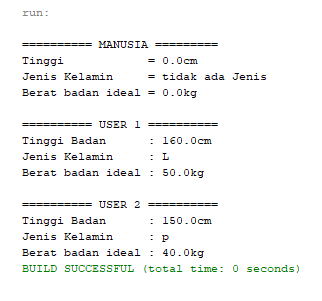 run:
========== MANUSIA =========
Tinggi            = 0.0cm
Jenis Kelamin     = tidak ada Jenis
Berat badan ideal = 0.0kg
========== USER 1 ==========
Tinggi Badan      : 160.0cm
Jenis Kelamin     : L
Berat badan ideal : 50.0kg
========== USER 2 ==========
Tinggi Badan      : 150.0cm
Jenis Kelamin     : p
Berat badan ideal : 40.0kg
BUILD SUCCESSFUL (total time: 0 seconds)